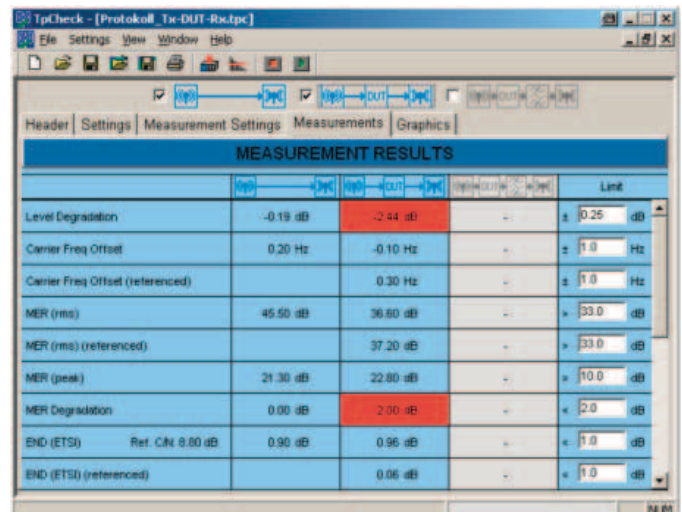 TpCheck - [Protokoll_Tx-DUT-Rx.tpc]
File Settings View Window Help
DUT DUT
Header Settings Measurement Settings Measurements Graphics
MEASUREMENT RESULTS
DUT DUT Limit
Level Degradation -0.19 dB -2.44 dB - ± 0.25 dB
Carrier Freq Offset 0.20 Hz -0.10 Hz - ± 1.0 Hz
Carrier Freq Offset (referenced) 0.30 Hz - ± 1.0 Hz
MER (rms) 45.50 dB 36.60 dB - > 33.0 dB
MER (rms) (referenced) 37.20 dB - > 33.0 dB
MER (peak) 21.30 dB 22.80 dB - > 10.0 dB
MER Degradation 0.00 dB 2.00 dB - < 2.0 dB
END (ETSI) Ref. C/N: 8.80 dB 0.90 dB 0.96 dB - < 1.0 dB
END (ETSI) (referenced) 0.06 dB - < 1.0 dB
NUM